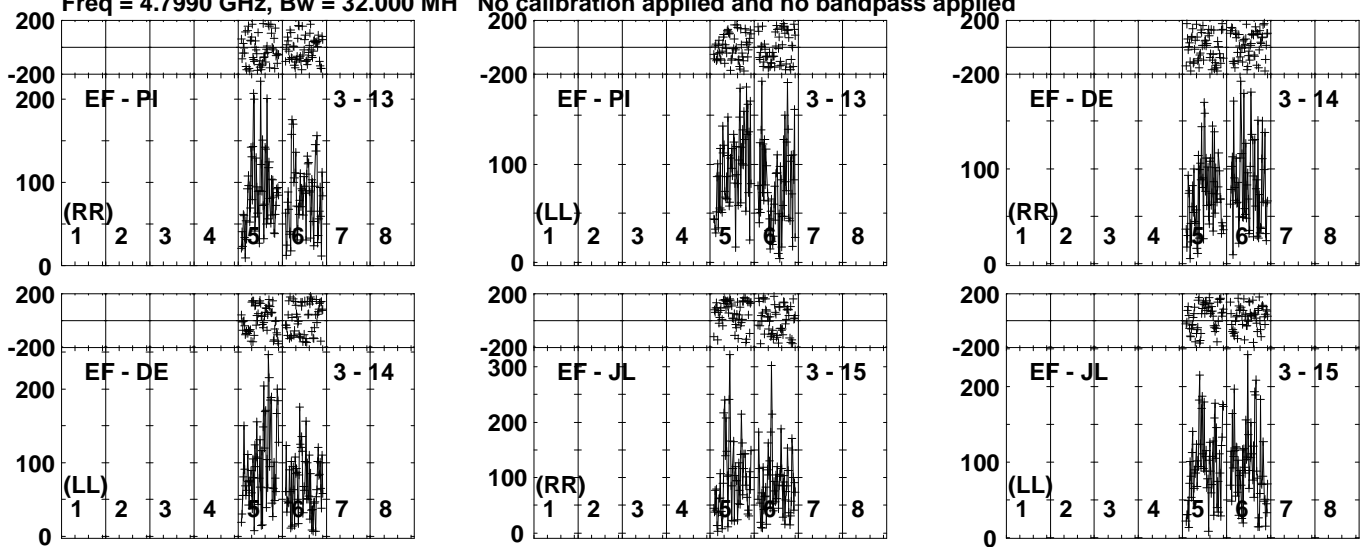 Freq = 4.7990 GHz, Bw = 32.000 MH No calibration applied and no bandpass applied
200 200 200
-200 -200 -200
200 EF - PI 3 - 13 EF - PI 3 - 13 200 EF - DE 3 - 14
100 100 100
(RR) (LL) (RR)
1 2 3 4 5 6 7 8 1 2 3 4 5 6 7 8 1 2 3 4 5 6 7 8
0 0 0
200 200 200
-200 -200 -200
EF - DE 3 - 14 300 EF - JL 3 - 15 EF - JL 3 - 15
200 200 200
100 100 100
(LL) (RR) (LL)
1 2 3 4 5 6 7 8 1 2 3 4 5 6 7 8 1 2 3 4 5 6 7 8
0 0 0